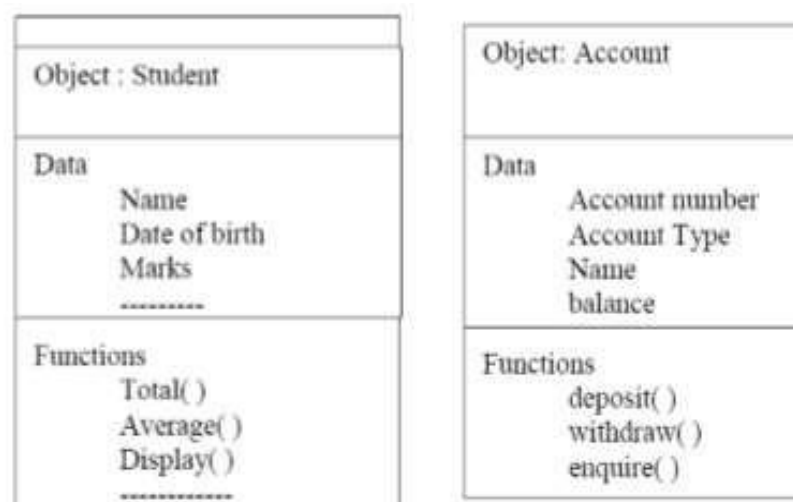 Object : Student
Data
Name
Date of birth
Marks
---------
Functions
Total( )
Average( )
Display( )
------------
Object: Account
Data
Account number
Account Type
Name
balance
Functions
deposit( )
withdraw( )
enquire( )